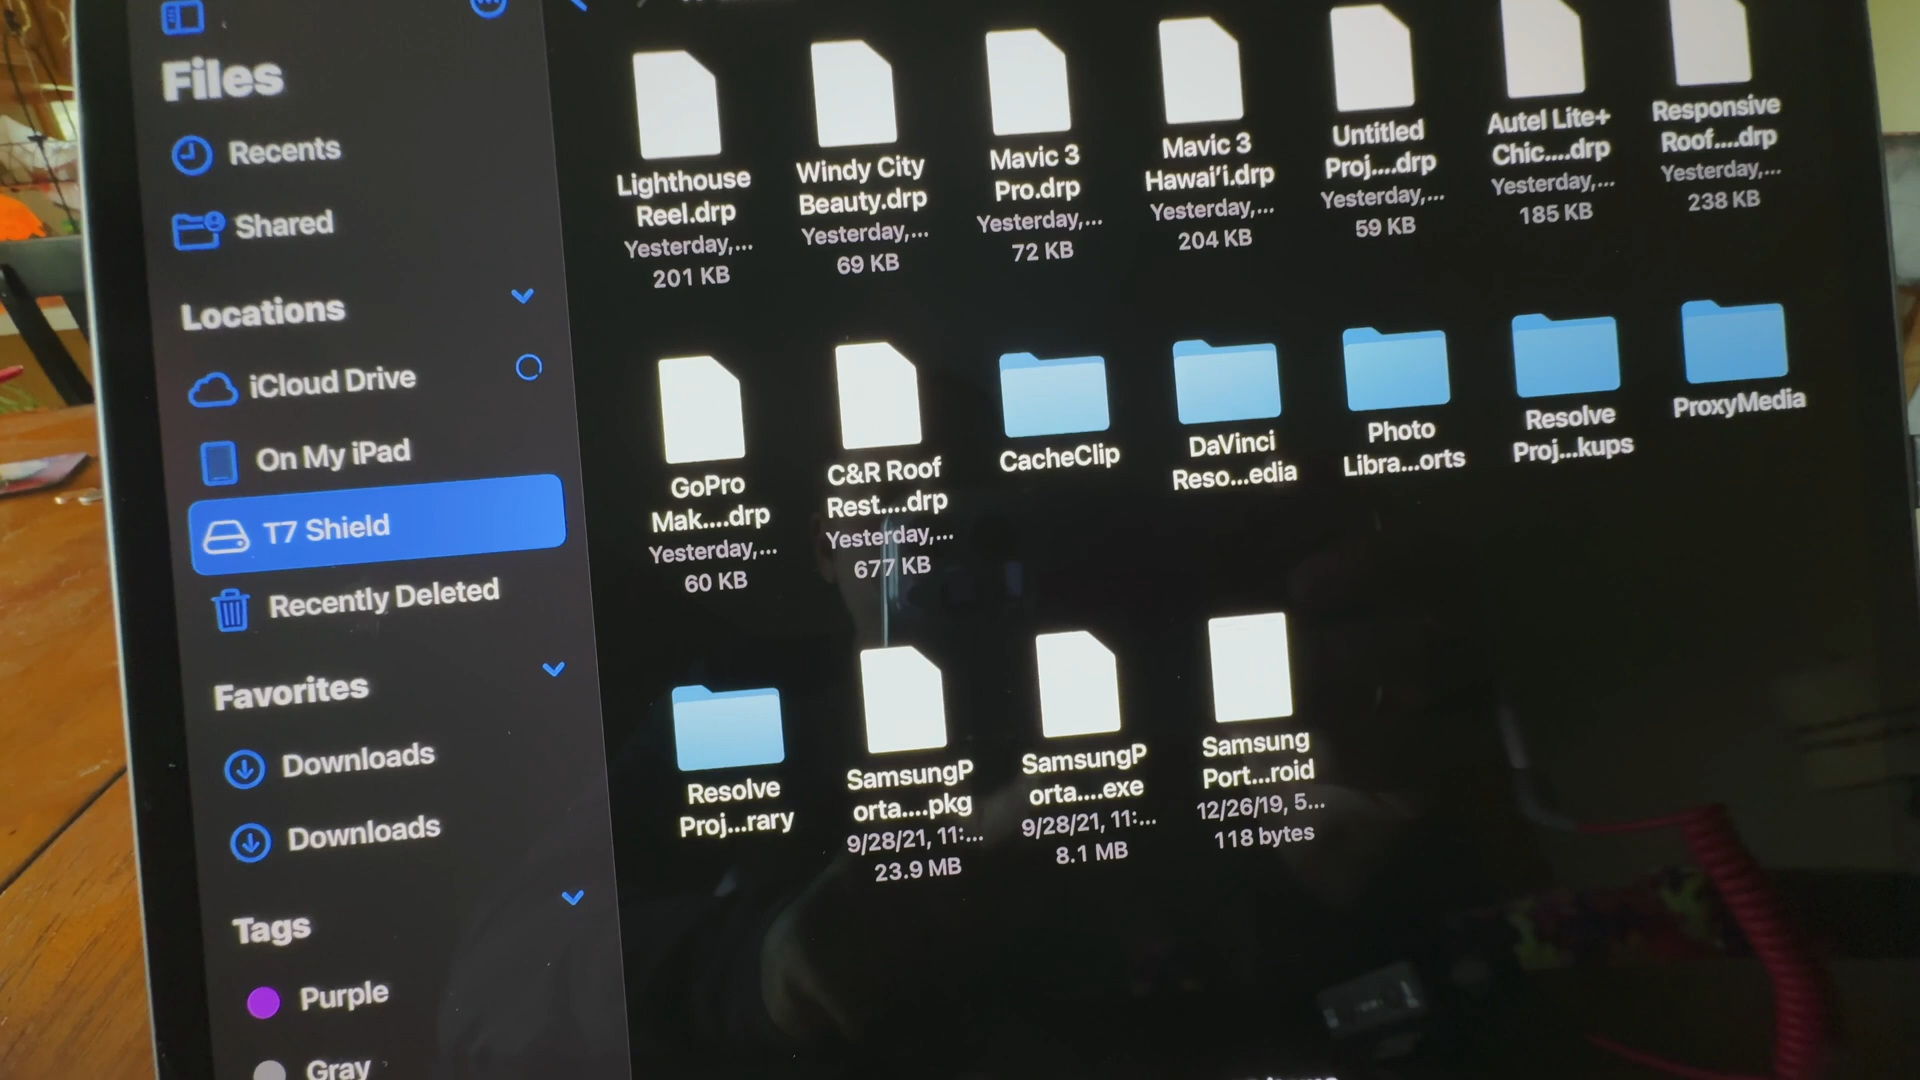 Files
Recents
Shared
Locations
iCloud Drive
On My iPad
T7 Shield
Recently Deleted
Favorites
Downloads
Downloads
Tags
Purple
Gray
Lighthouse
Reel.drp
Yesterday,...
201 KB
Windy City
Beauty.drp
Yesterday,...
69 KB
Mavic 3
Pro.drp
Yesterday,...
72 KB
Mavic 3
Hawai'i.drp
Yesterday,...
204 KB
Untitled
Proj....drp
Yesterday,...
59 KB
Autel Lite+
Chic....drp
Yesterday,...
185 KB
Responsive
Roof....drp
Yesterday,...
238 KB
GoPro
Mak....drp
Yesterday,...
60 KB
C&R Roof
Rest....drp
Yesterday,...
677 KB
CacheClip
DaVinci
Reso...edia
Photo
Libra...orts
Resolve
Proj...kups
ProxyMedia
Resolve
Proj...rary
SamsungP
orta....pkg
9/28/21, 11:...
23.9 MB
SamsungP
orta....exe
9/28/21, 11:...
8.1 MB
Samsung
Port...roid
12/26/19, 5...
118 bytes